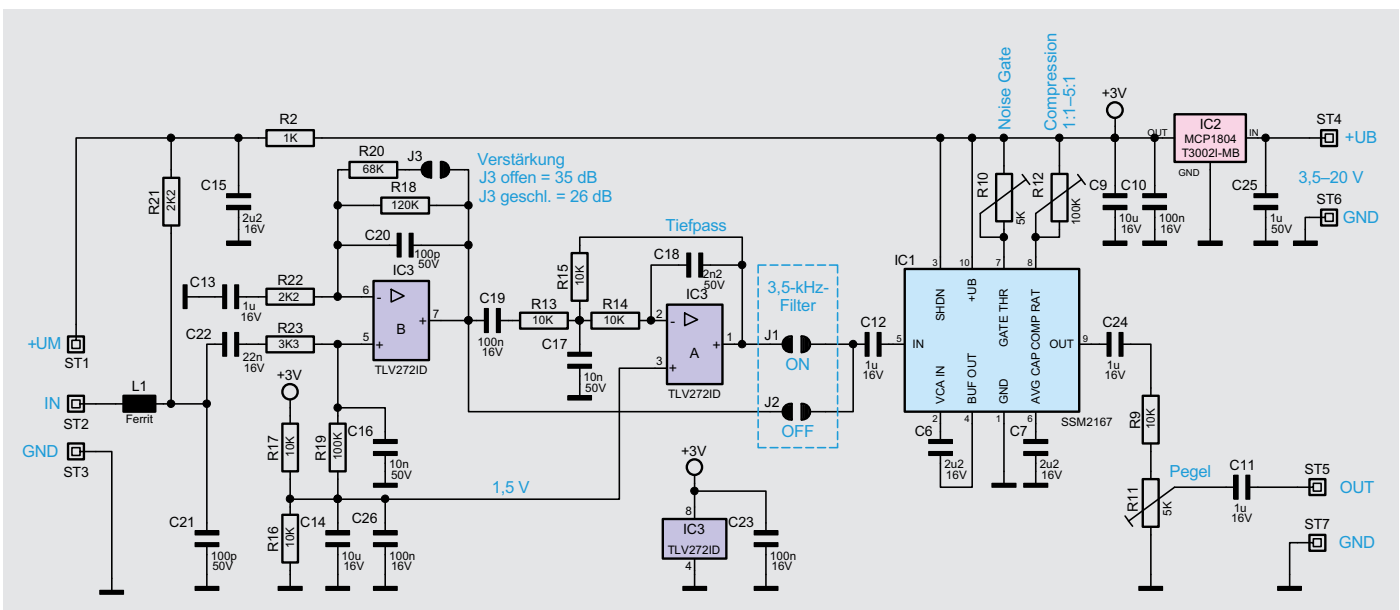 Noise Gate
Compression
1:1–5:1
+3V
R2
1K
IC2
MCP1804
T3002I-MB
OUT
IN
GND
ST4
+UB
3,5–20 V
ST6
GND
R20
68K
J3
Verstärkung
J3 offen = 35 dB
J3 geschl. = 26 dB
R18
120K
R21
2K2
C15
2u2
16V
R10
5K
R12
100K
C9
10u
16V
C10
100n
16V
C25
1u
50V
C20
100p
50V
Tiefpass
C18
2n2
50V
R15
10K
IC3
6
-
B
7
+
5
+
TLV272ID
C13
1u
16V
R22
2K2
C22
22n
16V
R23
3K3
C19
100n
16V
R13
10K
R14
10K
C17
10n
50V
IC3
2
-
A
1
+
3
+
TLV272ID
3,5-kHz-
Filter
J1
ON
J2
OFF
C12
1u
16V
IC1
3
10
7
8
SHDN
+UB
GATE THR
COMP RAT
5
IN
OUT
9
VCA IN
BUF OUT
GND
AVG CAP
2
4
1
6
SSM2167
C6
2u2
16V
C7
2u2
16V
C24
1u
16V
R9
10K
Pegel
R11
5K
C11
1u
16V
ST5
OUT
ST7
GND
+UM
ST1
IN
ST2
L1
Ferrit
GND
ST3
+3V
R17
10K
R19
100K
C16
10n
50V
1,5 V
R16
10K
C14
10u
16V
C26
100n
16V
C21
100p
50V
+3V
8
IC3
TLV272ID
4
C23
100n
16V